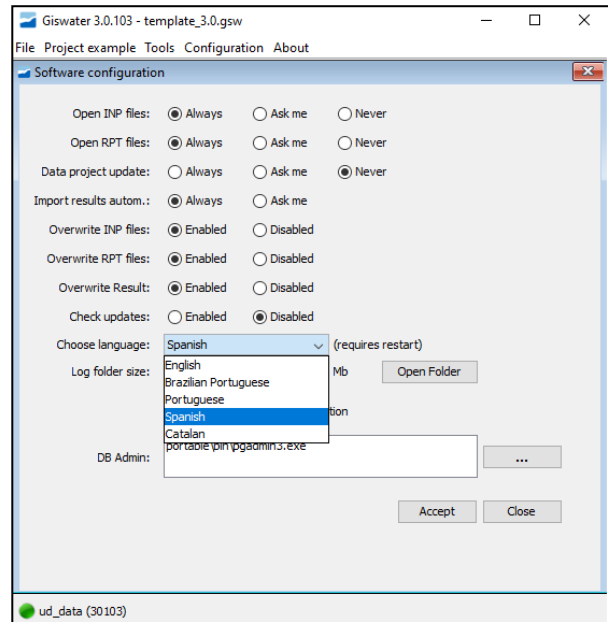 Giswater 3.0.103 - template_3.0.gsw
File Project example Tools Configuration About
Software configuration
Open INP files: Always Ask me Never
Open RPT files: Always Ask me Never
Data project update: Always Ask me Never
Import results autom.: Always Ask me
Overwrite INP files: Enabled Disabled
Overwrite RPT files: Enabled Disabled
Overwrite Result: Enabled Disabled
Check updates: Enabled Disabled
Choose language: Spanish (requires restart)
English
Log folder size: Mb Open Folder
Brazilian Portuguese
Portuguese
Spanish
Catalan
portable\bin\pgadmin3.exe
DB Admin: ...
Accept Close
ud_data (30103)